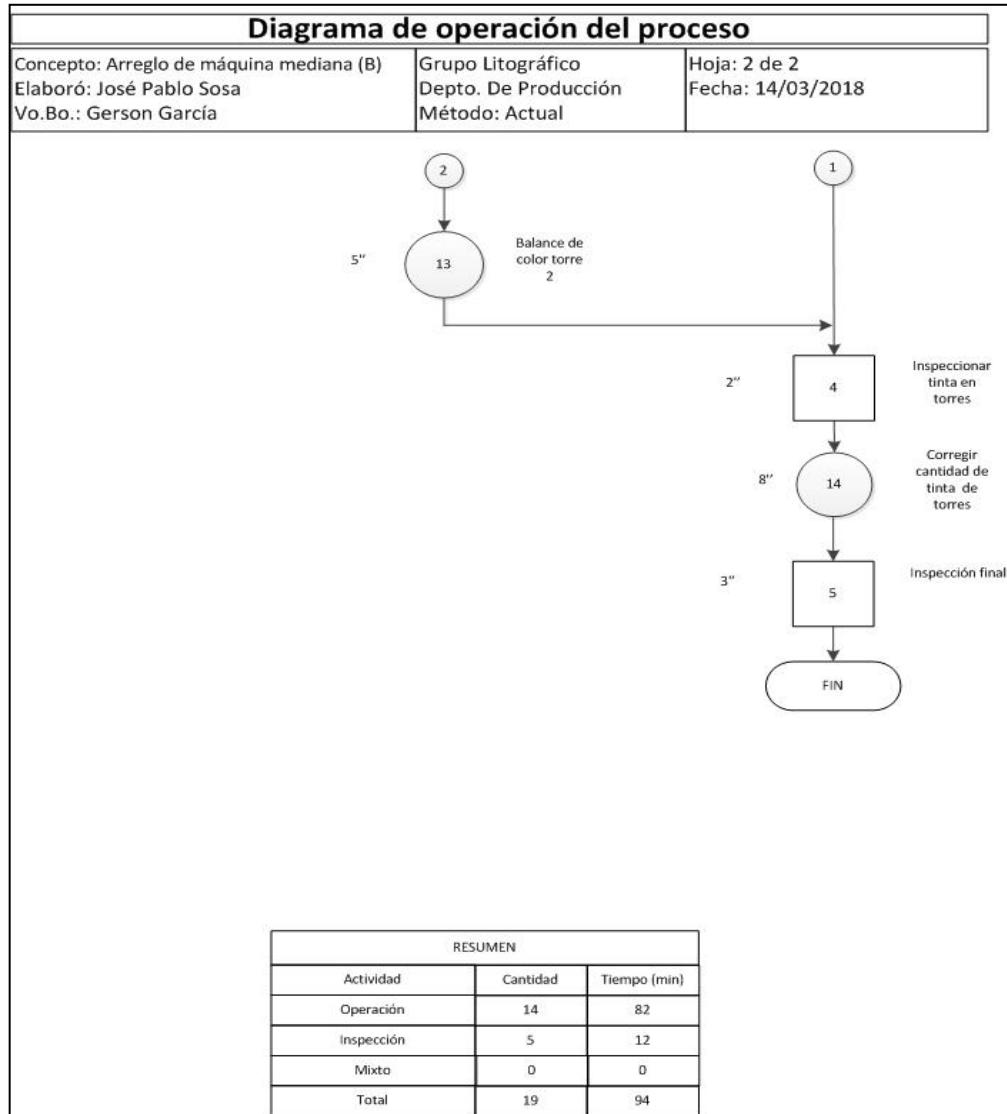 Diagrama de operación del proceso
Concepto: Arreglo de máquina mediana (B)
Elaboró: José Pablo Sosa
Vo.Bo.: Gerson García
Grupo Litográfico
Depto. De Producción
Método: Actual
Hoja: 2 de 2
Fecha: 14/03/2018
2
1
5''
13
Balance de
color torre
2
2''
4
Inspeccionar
tinta en
torres
8''
14
Corregir
cantidad de
tinta de
torres
3''
5
Inspección final
FIN
RESUMEN
Actividad Cantidad Tiempo (min)
Operación 14 82
Inspección 5 12
Mixto 0 0
Total 19 94